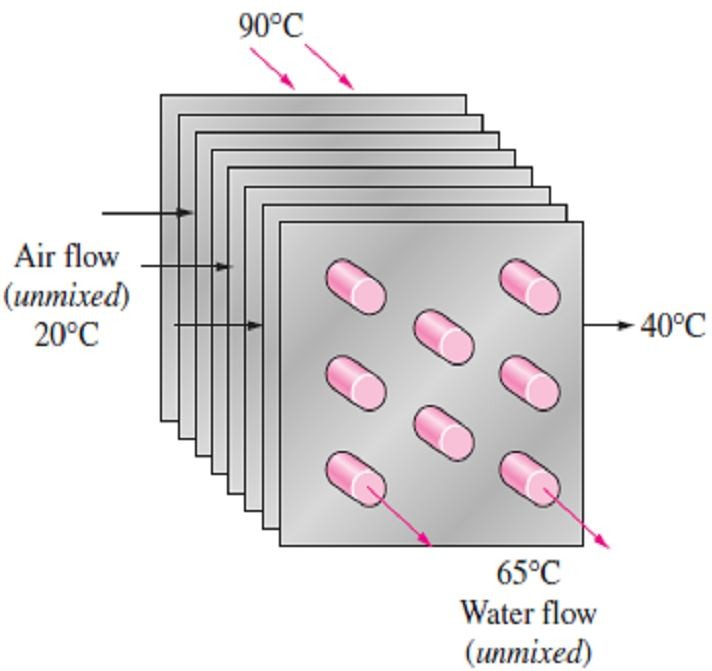 90°C
Air flow
(unmixed)
20°C
40°C
65°C
Water flow
(unmixed)